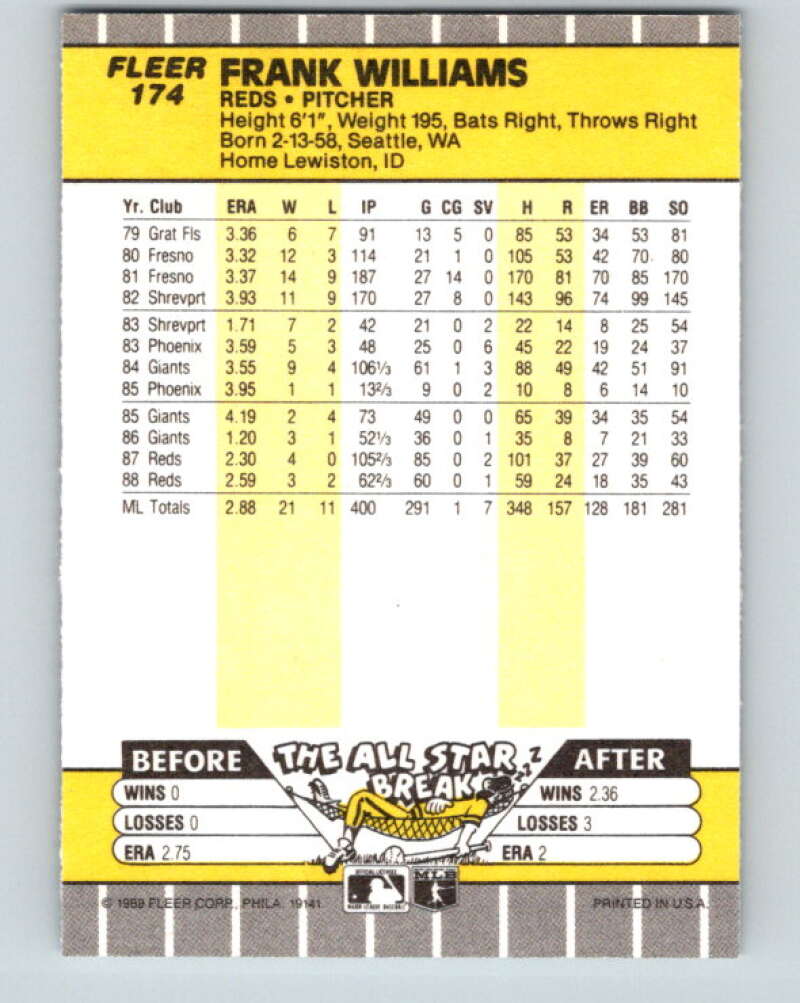 FLEER FRANK WILLIAMS
174
REDS • PITCHER
Height 6'1", Weight 195, Bats Right, Throws Right
Born 2-13-58, Seattle, WA
Home Lewiston, ID
Yr. Club ERA W L IP G CG SV H R ER BB SO
79 Grat Fls 3.36 6 7 91 13 5 0 85 53 34 53 81
80 Fresno 3.32 12 3 114 21 1 0 105 53 42 70 80
81 Fresno 3.37 14 9 187 27 14 0 170 81 70 85 170
82 Shrevprt 3.93 11 9 170 27 8 0 143 96 74 99 145
83 Shrevprt 1.71 7 2 42 21 0 2 22 14 8 25 54
83 Phoenix 3.59 5 3 48 25 0 6 45 22 19 24 37
84 Giants 3.55 9 4 106⅓ 61 1 3 88 49 42 51 91
85 Phoenix 3.95 1 1 13⅔ 9 0 2 10 8 6 14 10
85 Giants 4.19 2 4 73 49 0 0 65 39 34 35 54
86 Giants 1.20 3 1 52⅓ 36 0 1 35 8 7 21 33
87 Reds 2.30 4 0 105⅔ 85 0 2 101 37 27 39 60
88 Reds 2.59 3 2 62⅔ 60 0 1 59 24 18 35 43
ML Totals 2.88 21 11 400 291 1 7 348 157 128 181 281
BEFORE THE ALL STAR BREAK ZZZ AFTER
WINS 0 WINS 2.36
LOSSES 0 LOSSES 3
ERA 2.75 ERA 2
MLB
© 1989 FLEER CORP., PHILA. 19141 PRINTED IN U.S.A.